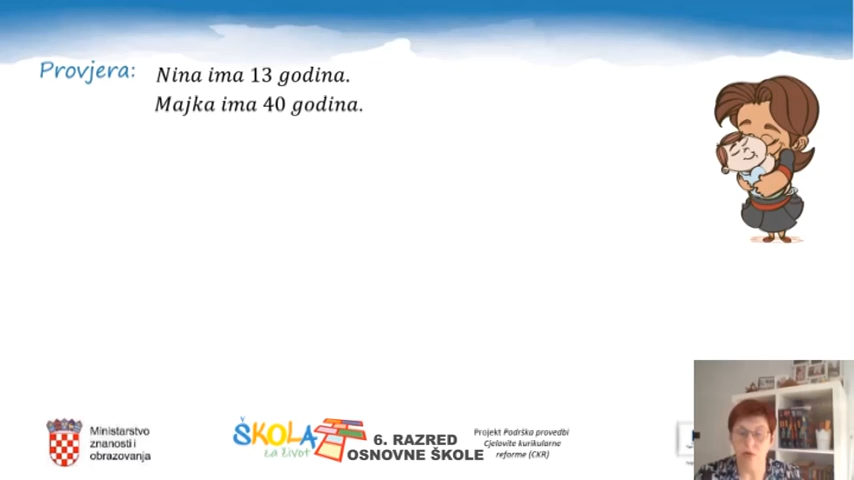 Provjera:
Nina ima 13 godina.
Majka ima 40 godina.
Ministarstvo
znanosti i
obrazovanja
ŠKOLA
za život
6. RAZRED
OSNOVNE ŠKOLE
Projekt Podrška provedbi
Cjelovite kurikularne
reforme (CKR)